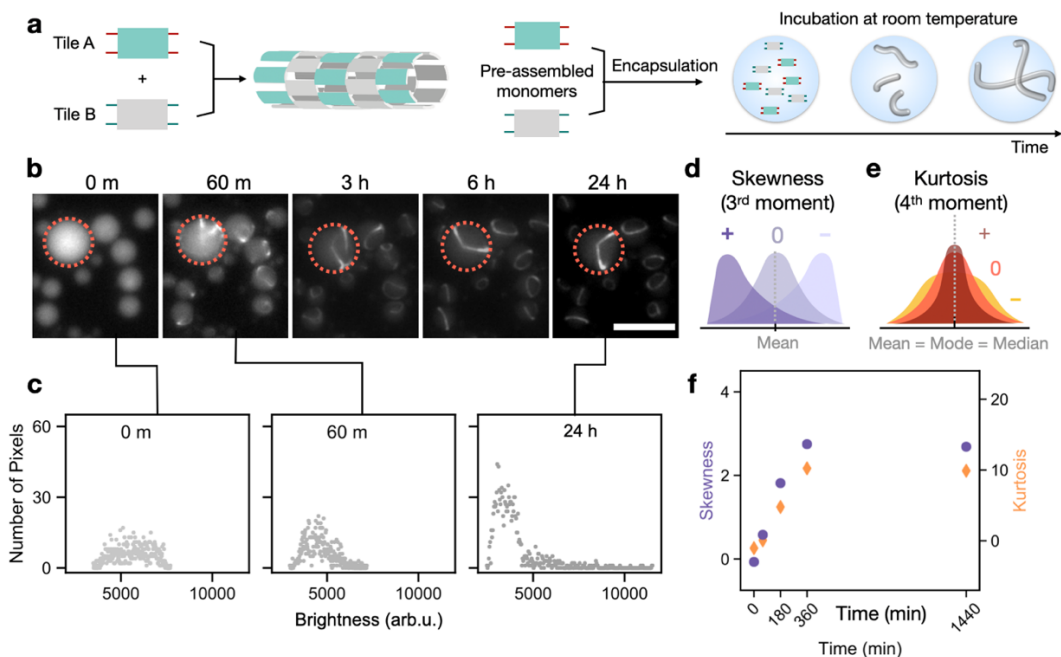 a
Tile A
+
Tile B
Pre-assembled
monomers
Encapsulation
Incubation at room temperature
Time
b
0 m
60 m
3 h
6 h
24 h
c
Number of Pixels
60
30
0
0 m
60 m
24 h
5000
10000
5000
10000
5000
10000
Brightness (arb.u.)
d
Skewness
(3rd moment)
+
0
−
Mean
e
Kurtosis
(4th moment)
+
0
−
Mean = Mode = Median
f
Skewness
4
2
0
20
10
0
Kurtosis
0
180
360
1440
Time (min)
Time (min)